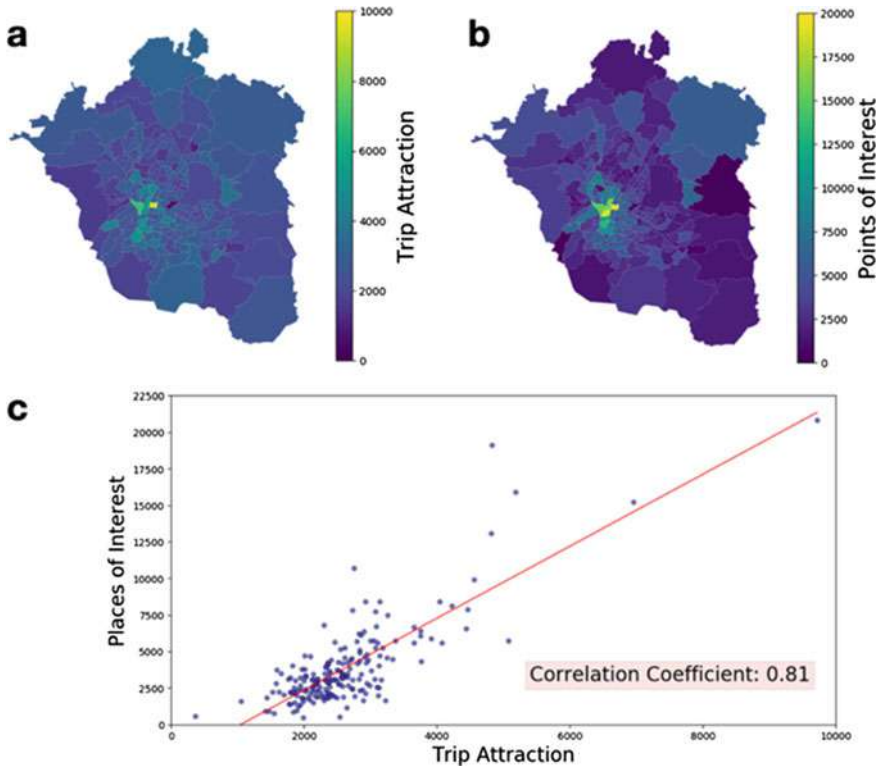 a
10000
8000
6000
4000
2000
0
Trip Attraction
b
20000
17500
15000
12500
10000
7500
5000
2500
0
Points of Interest
c
22500
20000
17500
15000
12500
10000
7500
5000
2500
0
Places of Interest
Correlation Coefficient: 0.81
0 2000 4000 6000 8000 10000
Trip Attraction